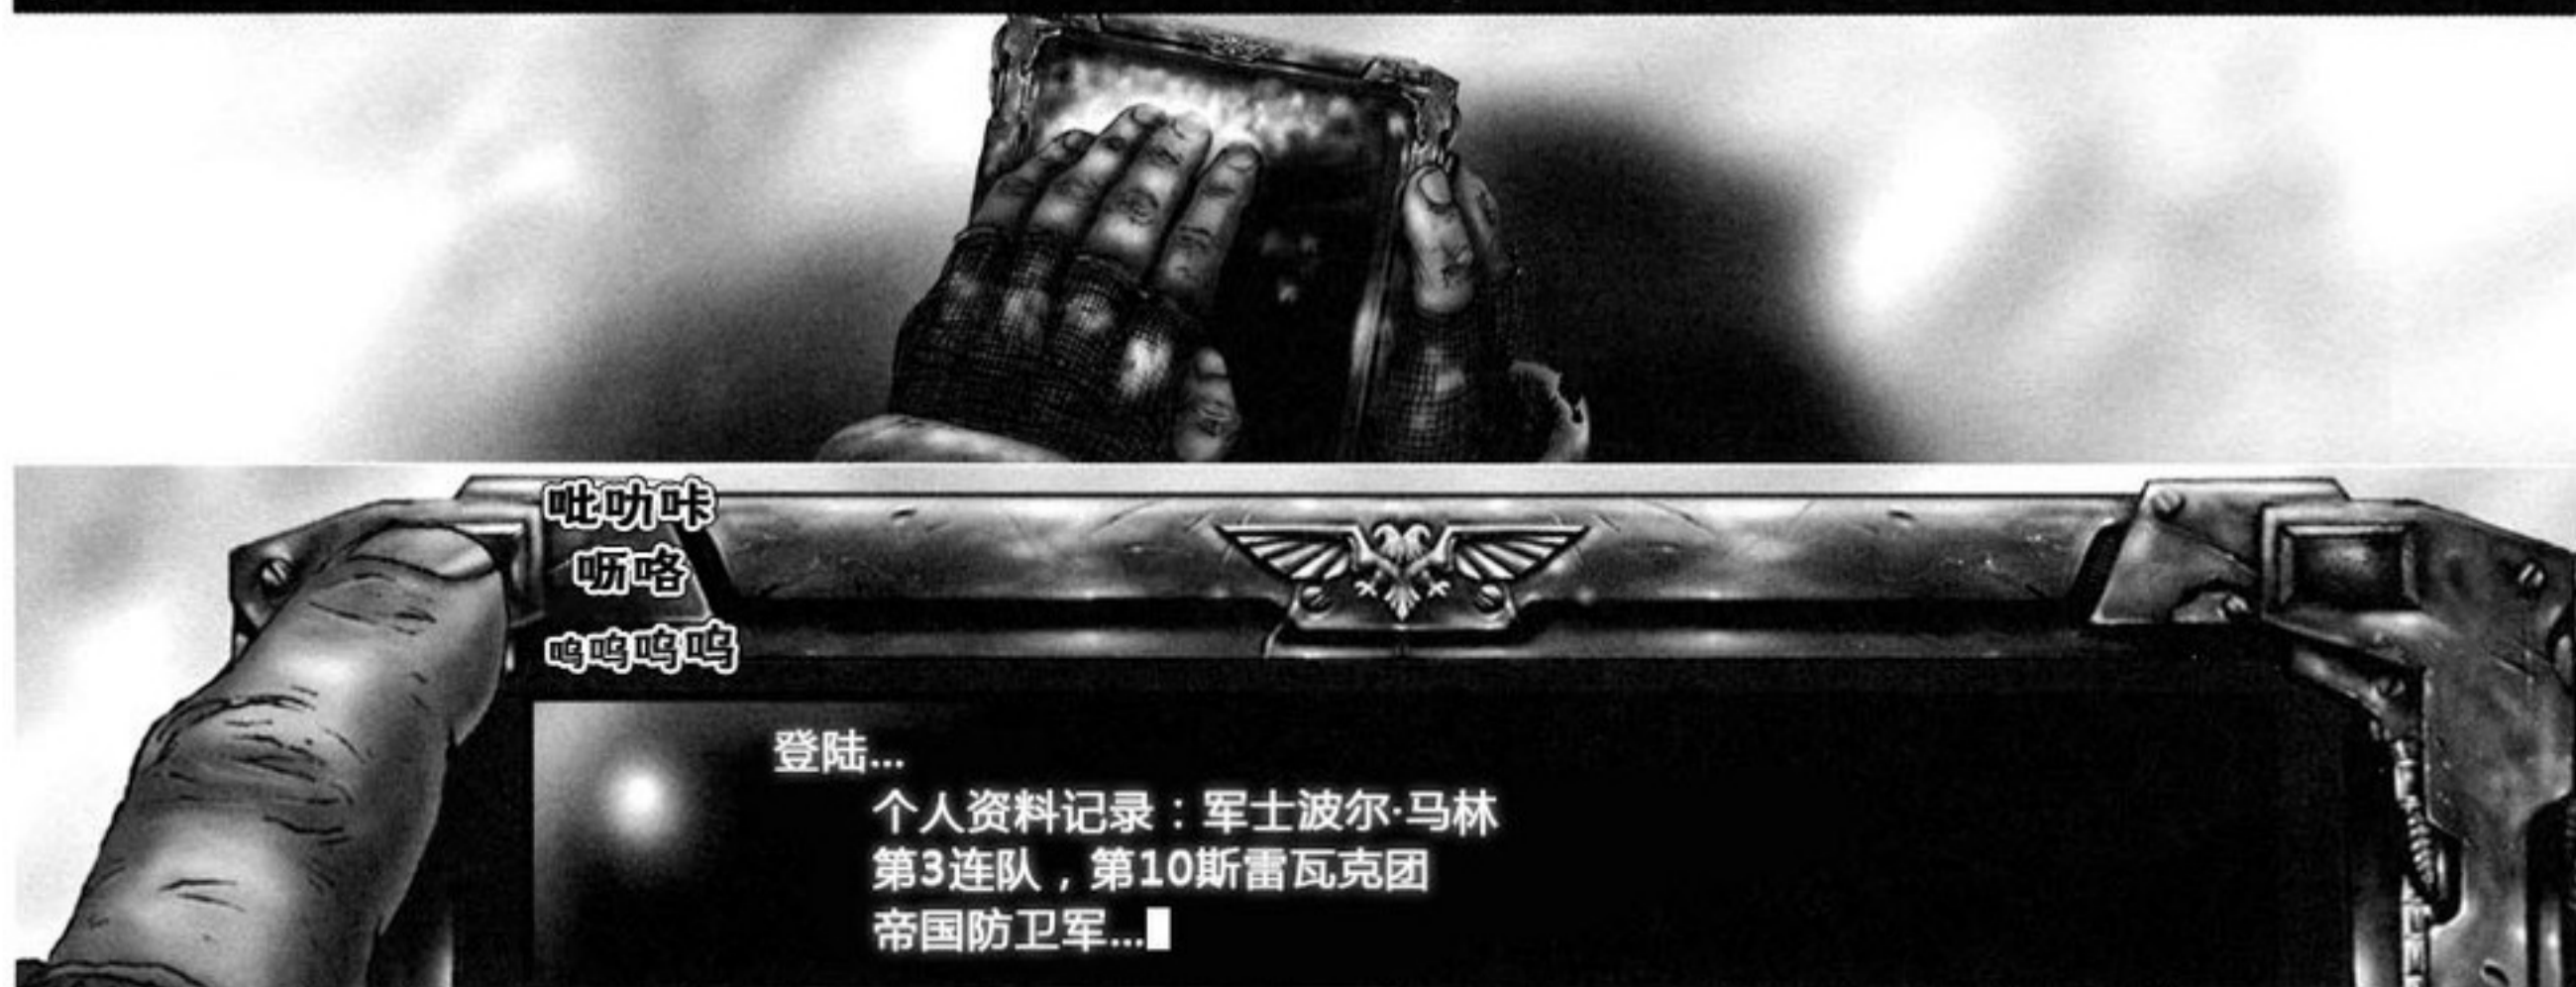 吡叻咔
呖咯
呜呜呜呜
登陆...
个人资料记录：军士波尔·马林
第3连队，第10斯雷瓦克团
帝国防卫军...